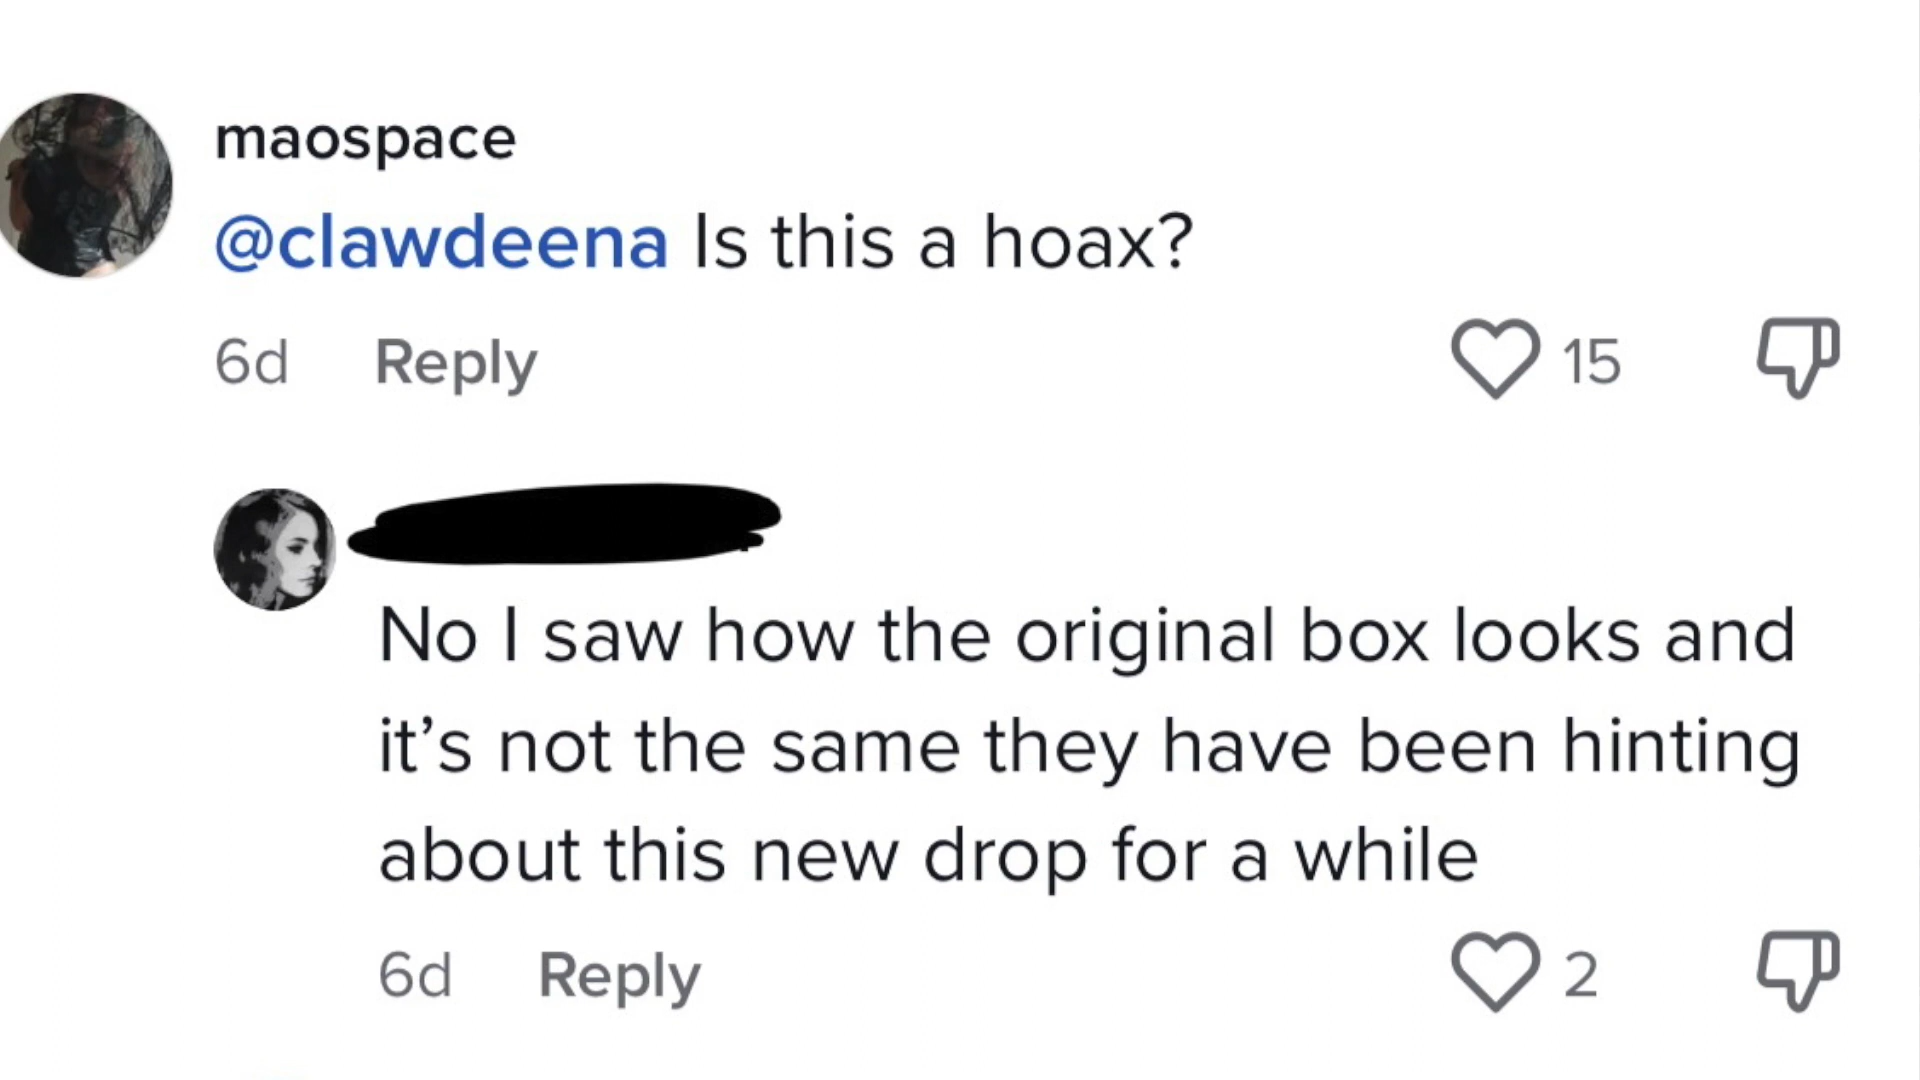 maospace
@clawdeena Is this a hoax?
6d Reply 15
No I saw how the original box looks and
it’s not the same they have been hinting
about this new drop for a while
6d Reply 2